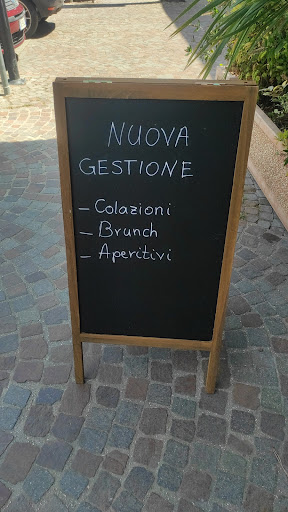 NUOVA
GESTIONE
- Colazioni
- Brunch
- Aperitivi